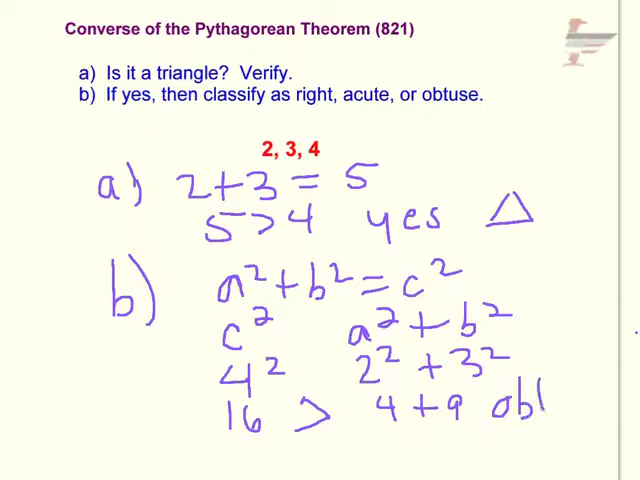 Converse of the Pythagorean Theorem (821)
a) Is it a triangle? Verify.
b) If yes, then classify as right, acute, or obtuse.
2, 3, 4
a) 2 + 3 = 5
5 > 4 yes △
b) a² + b² = c²
c² a² + b²
4² 2² + 3²
16 > 4 + 9 obl